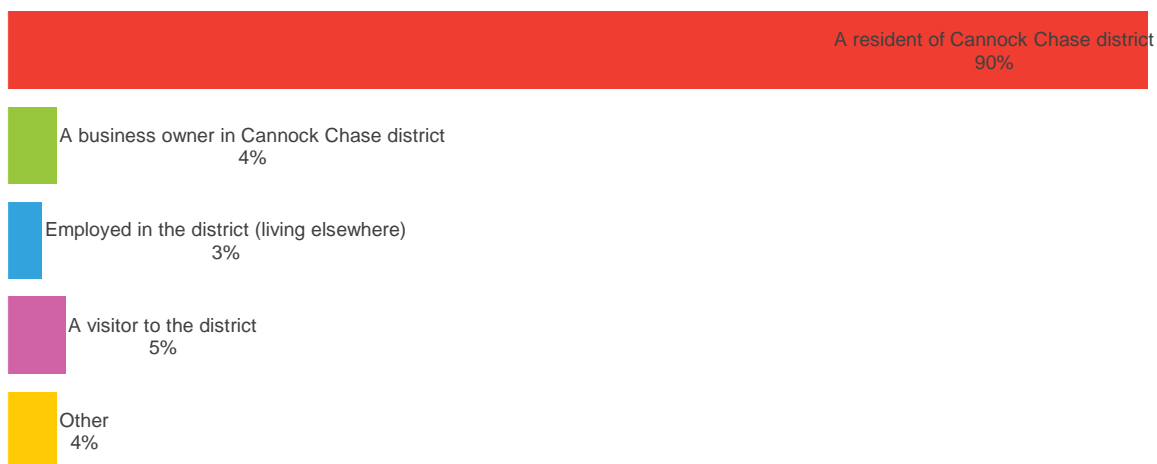 A resident of Cannock Chase district
90%
A business owner in Cannock Chase district
4%
Employed in the district (living elsewhere)
3%
A visitor to the district
5%
Other
4%